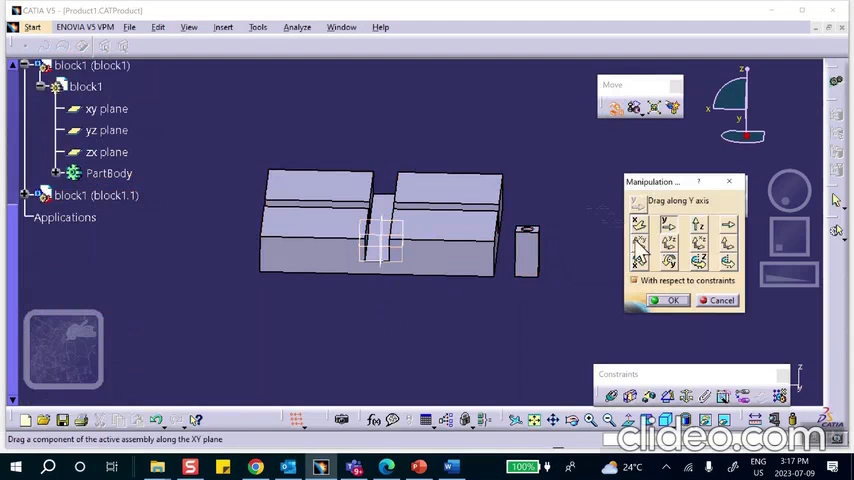 CATIA V5 - [Product1.CATProduct]
Start ENOVIA V5 VPM File Edit View Insert Tools Analyze Window Help
block1 (block1)
block1
xy plane
yz plane
zx plane
PartBody
block1 (block1.1)
Applications
Move
z
x
y
Manipulation ... ?
Drag along Y axis
With respect to constraints
OK Cancel
Constraints
Drag a component of the active assembly along the XY plane
clideo.com
100% 24°C ENG US 3:17 PM 2023-07-09